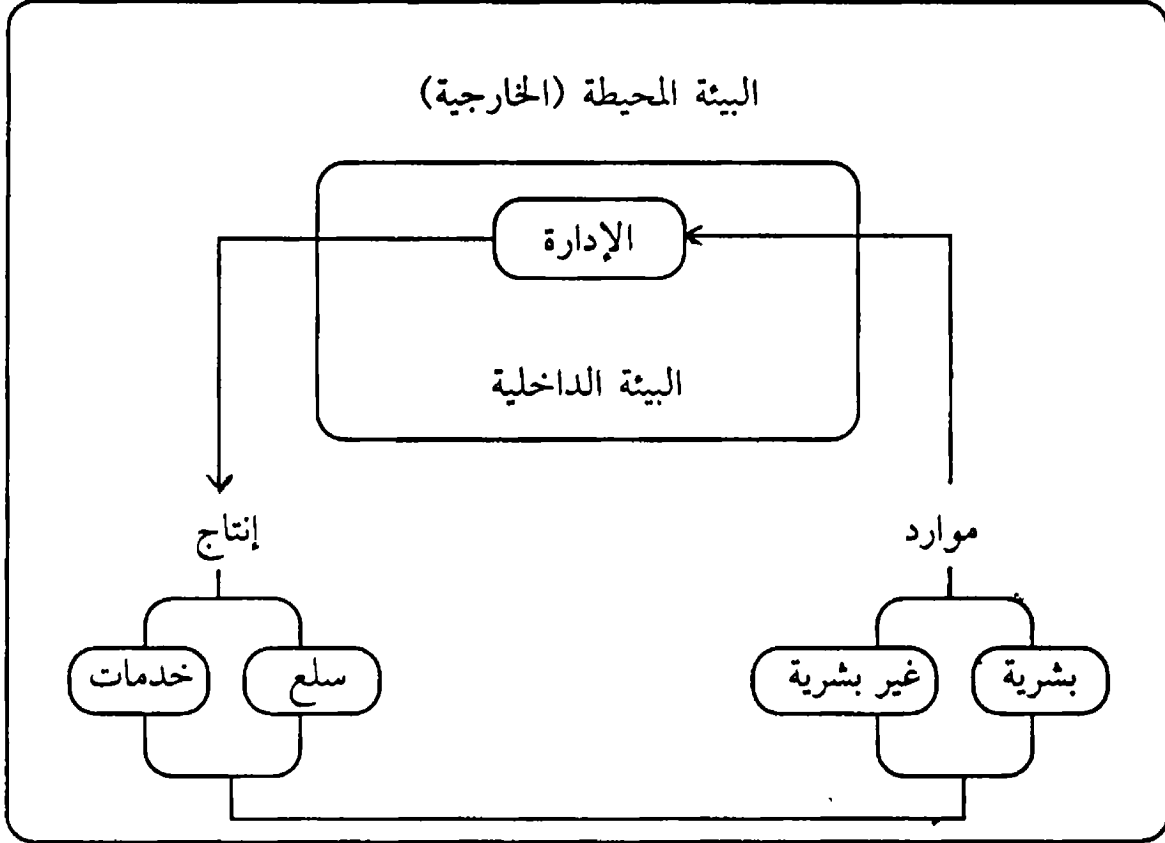 البيئة المحيطة (الخارجية)
الإدارة
البيئة الداخلية
موارد
إنتاج
بشرية
غير بشرية
سلع
خدمات